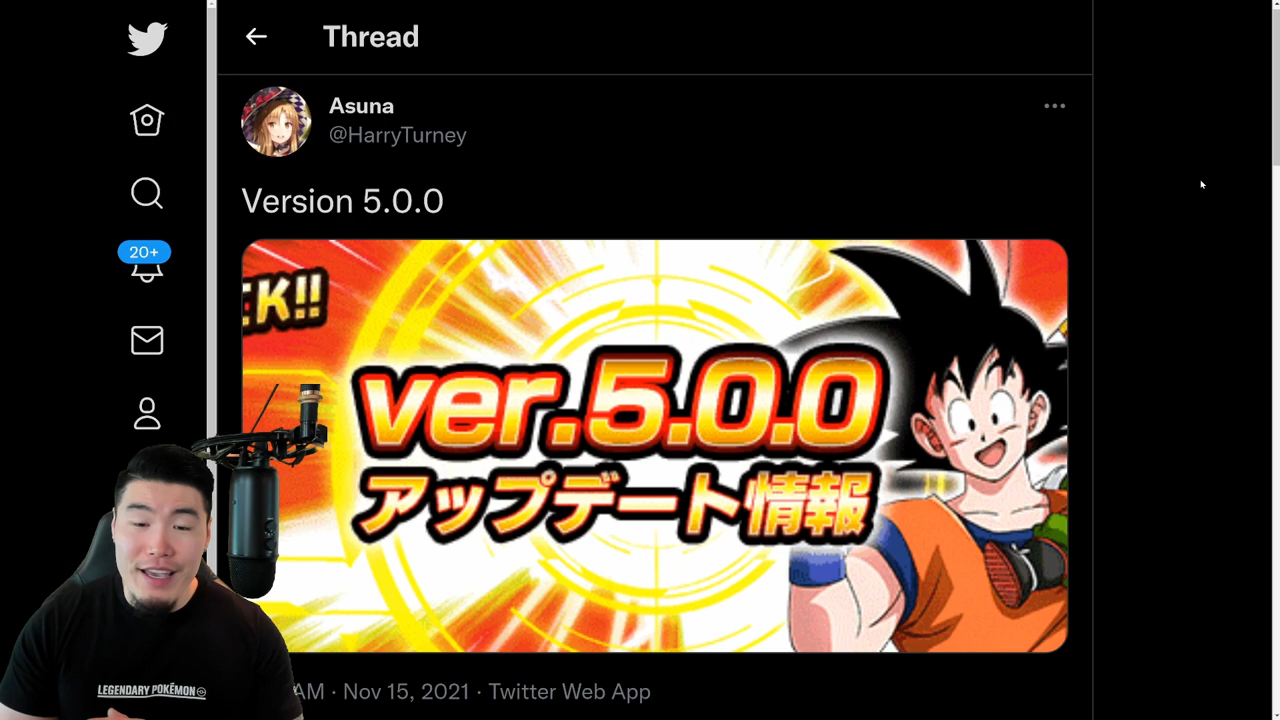 Thread
Asuna
@HarryTurney
Version 5.0.0
CK!!
ver.5.0.0
アップデート情報
20+
AM · Nov 15, 2021 · Twitter Web App
LEGENDARY POKÉMON